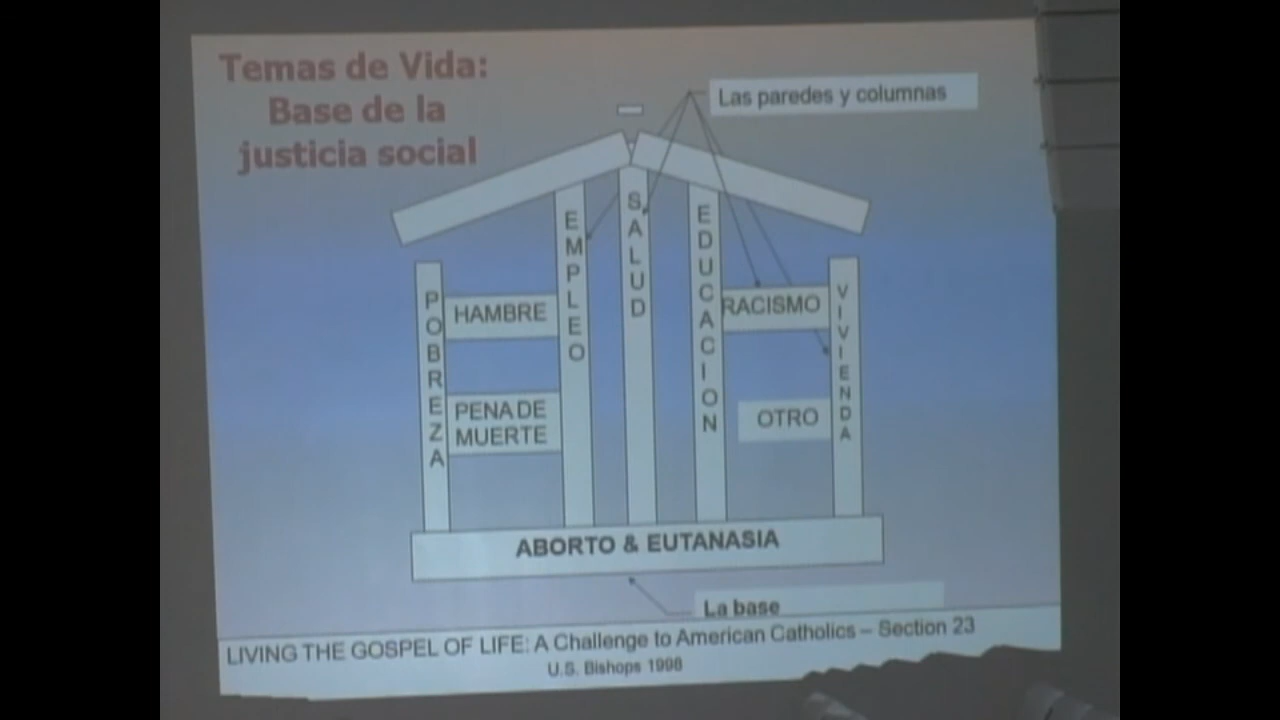 Temas de Vida:
Base de la
justicia social
Las paredes y columnas
POBREZA
HAMBRE
PENA DE
MUERTE
EMPLEO
SALUD
EDUCACION
RACISMO
OTRO
VIVIENDA
ABORTO & EUTANASIA
La base
LIVING THE GOSPEL OF LIFE: A Challenge to American Catholics – Section 23
U.S. Bishops 1998